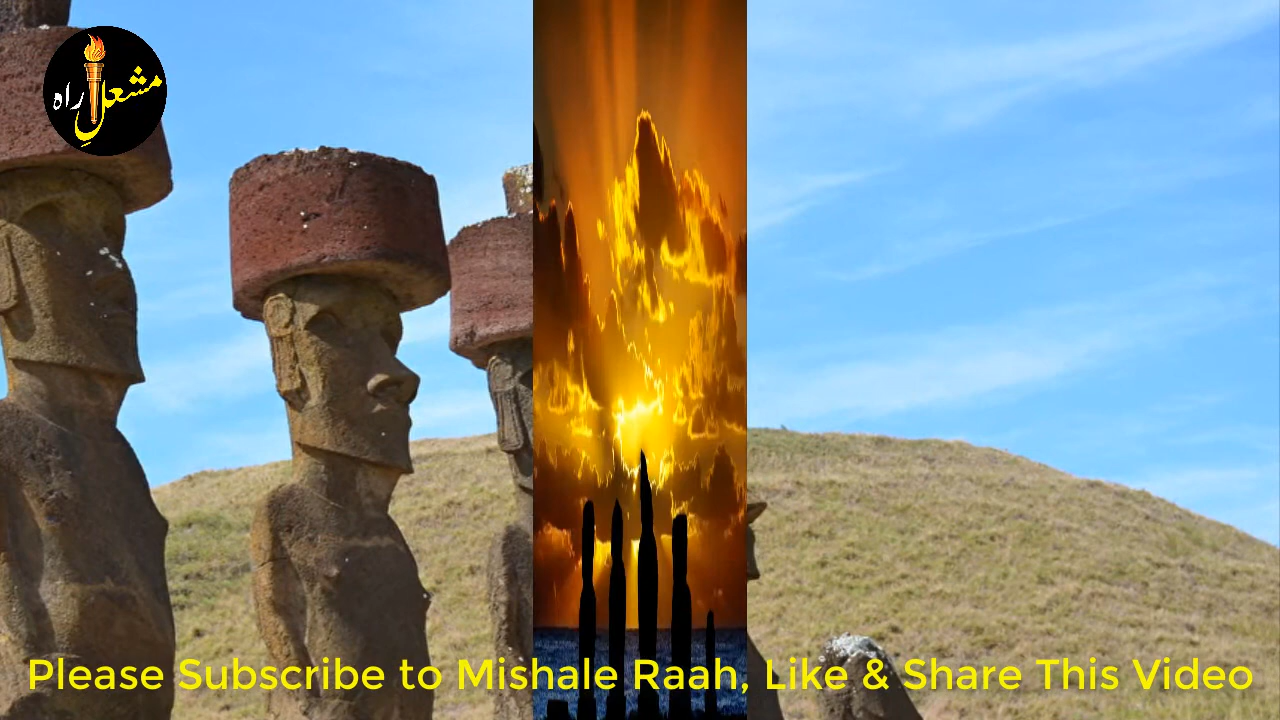 مشعلِ راہ
Please Subscribe to Mishale Raah, Like & Share This Video